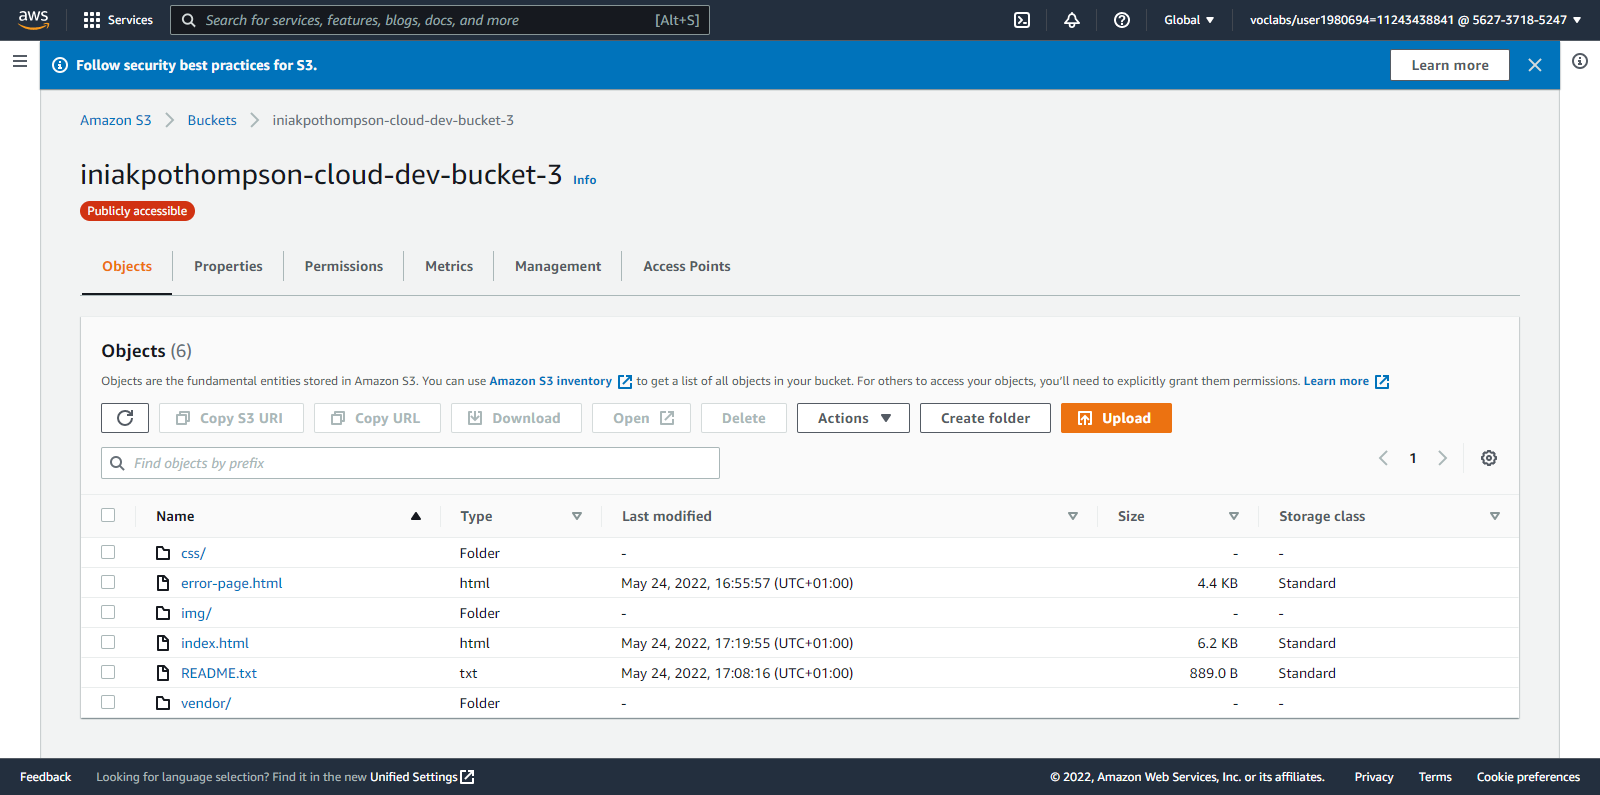 aws Services Search for services, features, blogs, docs, and more [Alt+S] Global voclabs/user1980694=11243438841 @ 5627-3718-5247
Follow security best practices for S3. Learn more
Amazon S3 Buckets iniakpothompson-cloud-dev-bucket-3
iniakpothompson-cloud-dev-bucket-3 Info
Publicly accessible
Objects Properties Permissions Metrics Management Access Points
Objects (6)
Objects are the fundamental entities stored in Amazon S3. You can use Amazon S3 inventory to get a list of all objects in your bucket. For others to access your objects, you'll need to explicitly grant them permissions. Learn more
Copy S3 URI Copy URL Download Open Delete Actions Create folder Upload
Find objects by prefix 1
Name Type Last modified Size Storage class
css/ Folder - - -
error-page.html html May 24, 2022, 16:55:57 (UTC+01:00) 4.4 KB Standard
img/ Folder - - -
index.html html May 24, 2022, 17:19:55 (UTC+01:00) 6.2 KB Standard
README.txt txt May 24, 2022, 17:08:16 (UTC+01:00) 889.0 B Standard
vendor/ Folder - - -
Feedback Looking for language selection? Find it in the new Unified Settings © 2022, Amazon Web Services, Inc. or its affiliates. Privacy Terms Cookie preferences